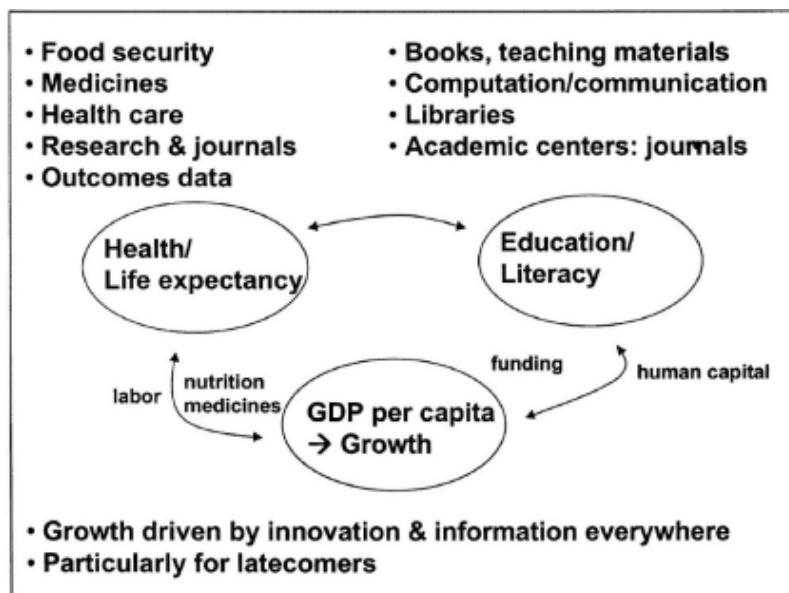 • Food security
• Medicines
• Health care
• Research & journals
• Outcomes data
• Books, teaching materials
• Computation/communication
• Libraries
• Academic centers: journals
Health/
Life expectancy
Education/
Literacy
labor
nutrition
medicines
funding
human capital
GDP per capita
→ Growth
• Growth driven by innovation & information everywhere
• Particularly for latecomers